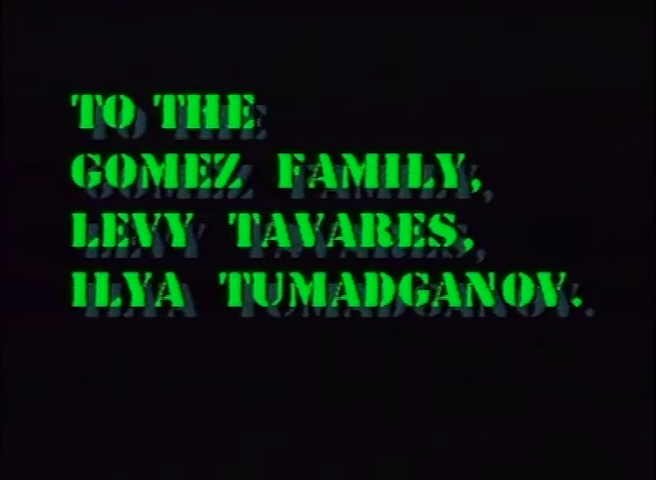 TO THE
GOMEZ FAMILY,
LEVY TAVARES,
ILYA TUMADGANOV.